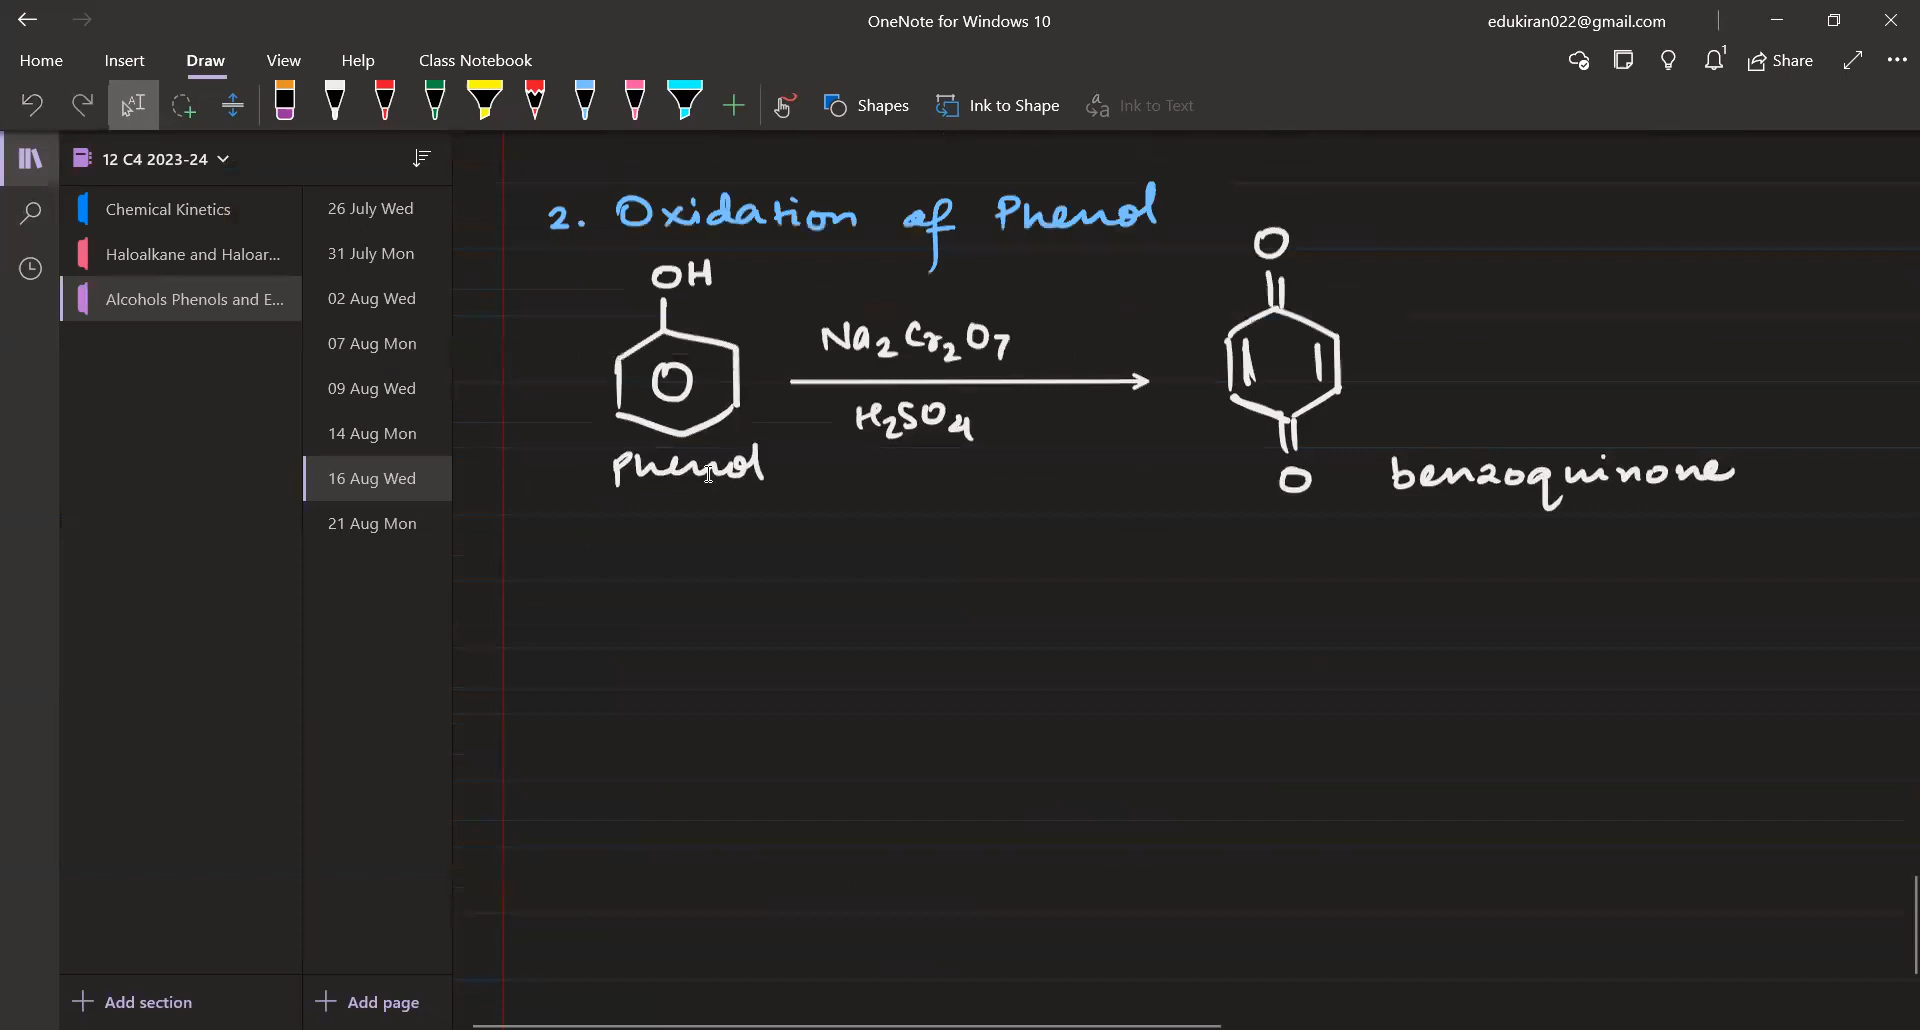 OneNote for Windows 10
edukiran022@gmail.com
Home Insert Draw View Help Class Notebook
1 Share
Shapes Ink to Shape Ink to Text
12 C4 2023-24
Chemical Kinetics
Haloalkane and Haloar...
Alcohols Phenols and E...
26 July Wed
31 July Mon
02 Aug Wed
07 Aug Mon
09 Aug Wed
14 Aug Mon
16 Aug Wed
21 Aug Mon
2. Oxidation of Phenol
OH
Na2Cr2O7
H2SO4
Phenol
O
O
benzoquinone
Add section
Add page